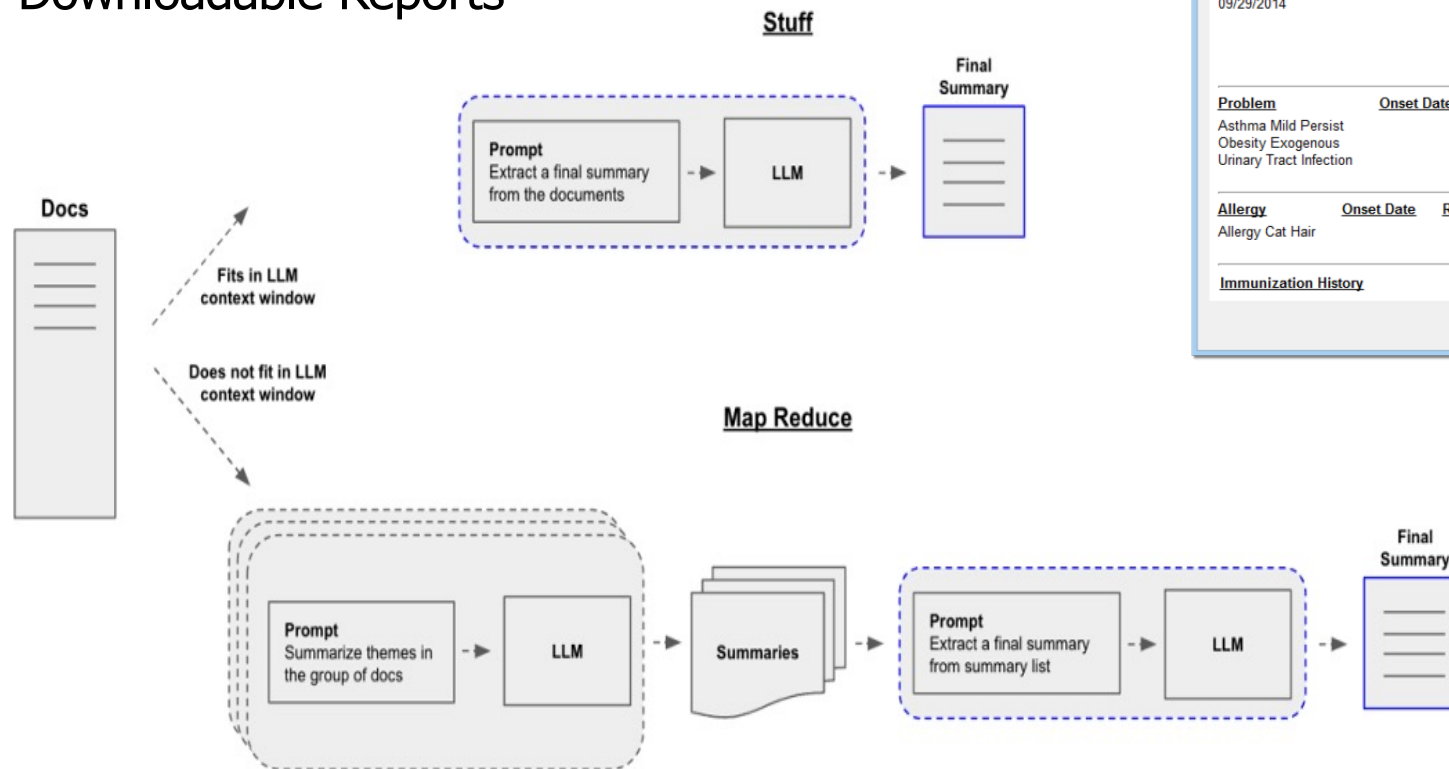 Downloadable Reports
09/29/2014
Problem Onset Date
Asthma Mild Persist
Obesity Exogenous
Urinary Tract Infection
Allergy Onset Date R
Allergy Cat Hair
Immunization History
Stuff
Final
Summary
Prompt
Extract a final summary
from the documents
LLM
Docs
Fits in LLM
context window
Does not fit in LLM
context window
Map Reduce
Prompt
Summarize themes in
the group of docs
LLM
Summaries
Prompt
Extract a final summary
from summary list
LLM
Final
Summary